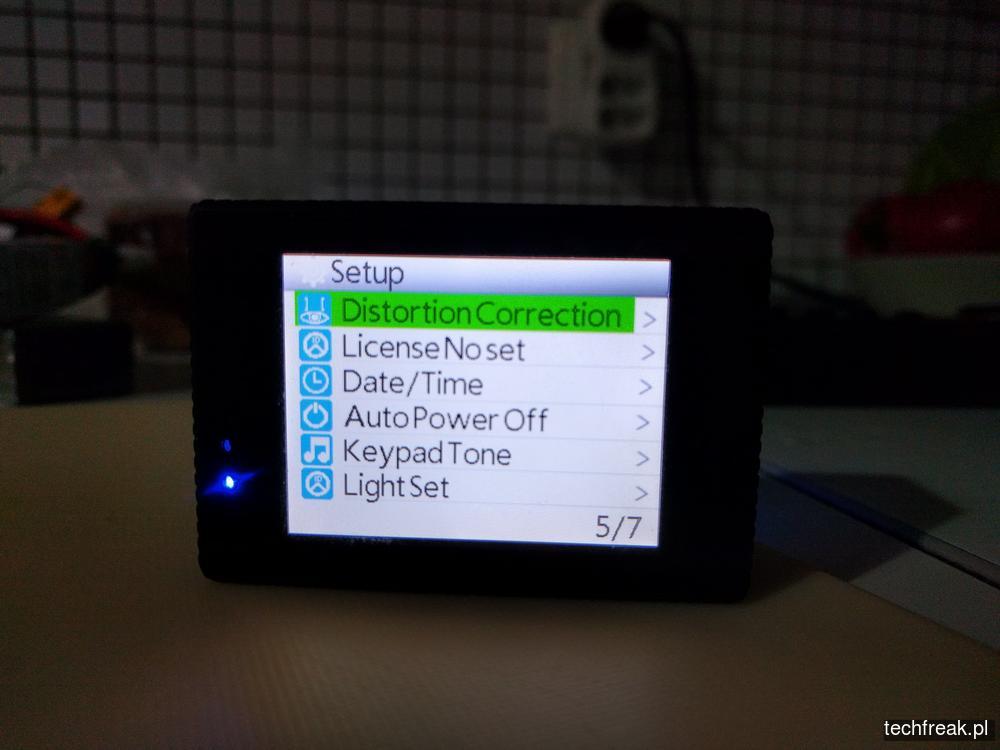 Setup
Distortion Correction >
License No set >
Date/Time >
Auto Power Off >
Keypad Tone >
Light Set >
5/7
techfreak.pl